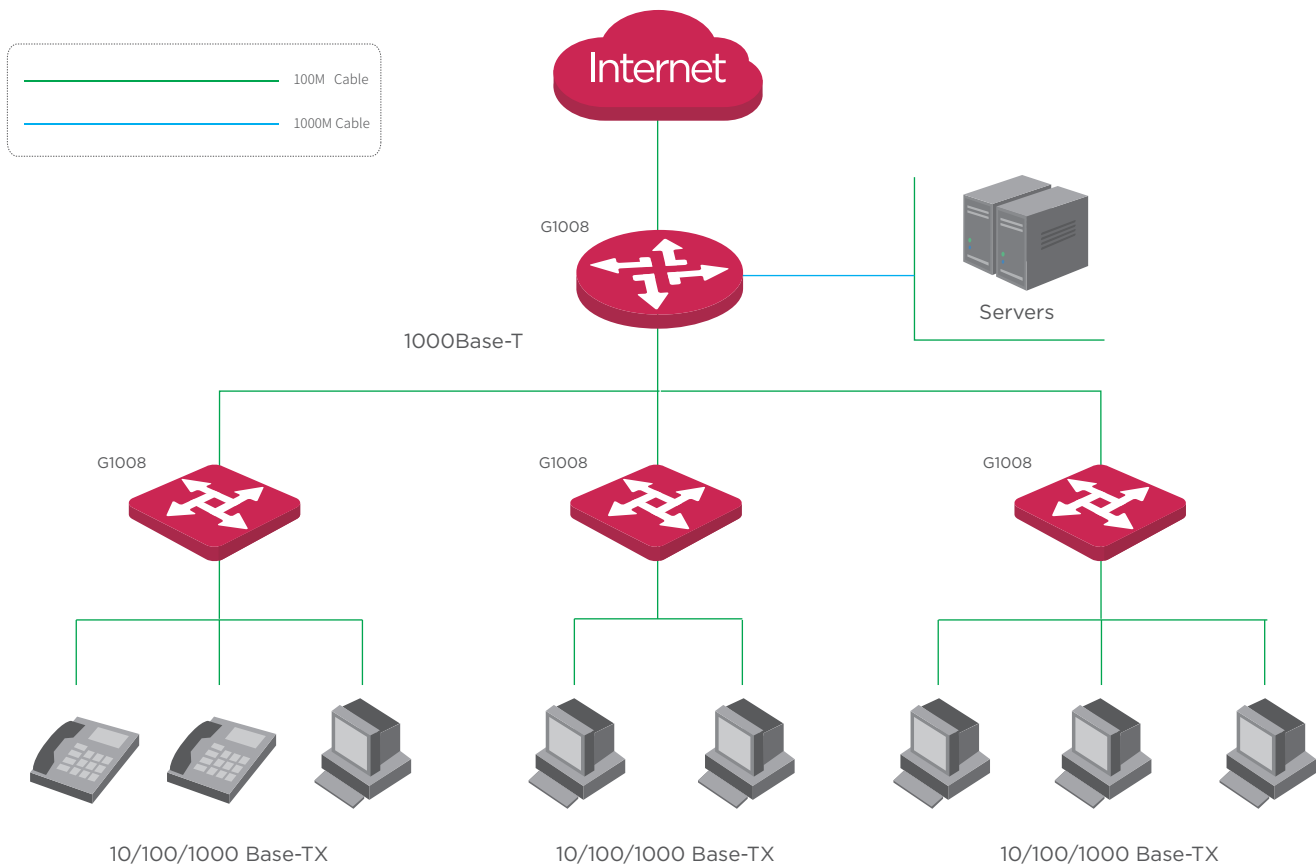 100M Cable
1000M Cable
Internet
G1008
Servers
1000Base-T
G1008
G1008
G1008
10/100/1000 Base-TX
10/100/1000 Base-TX
10/100/1000 Base-TX